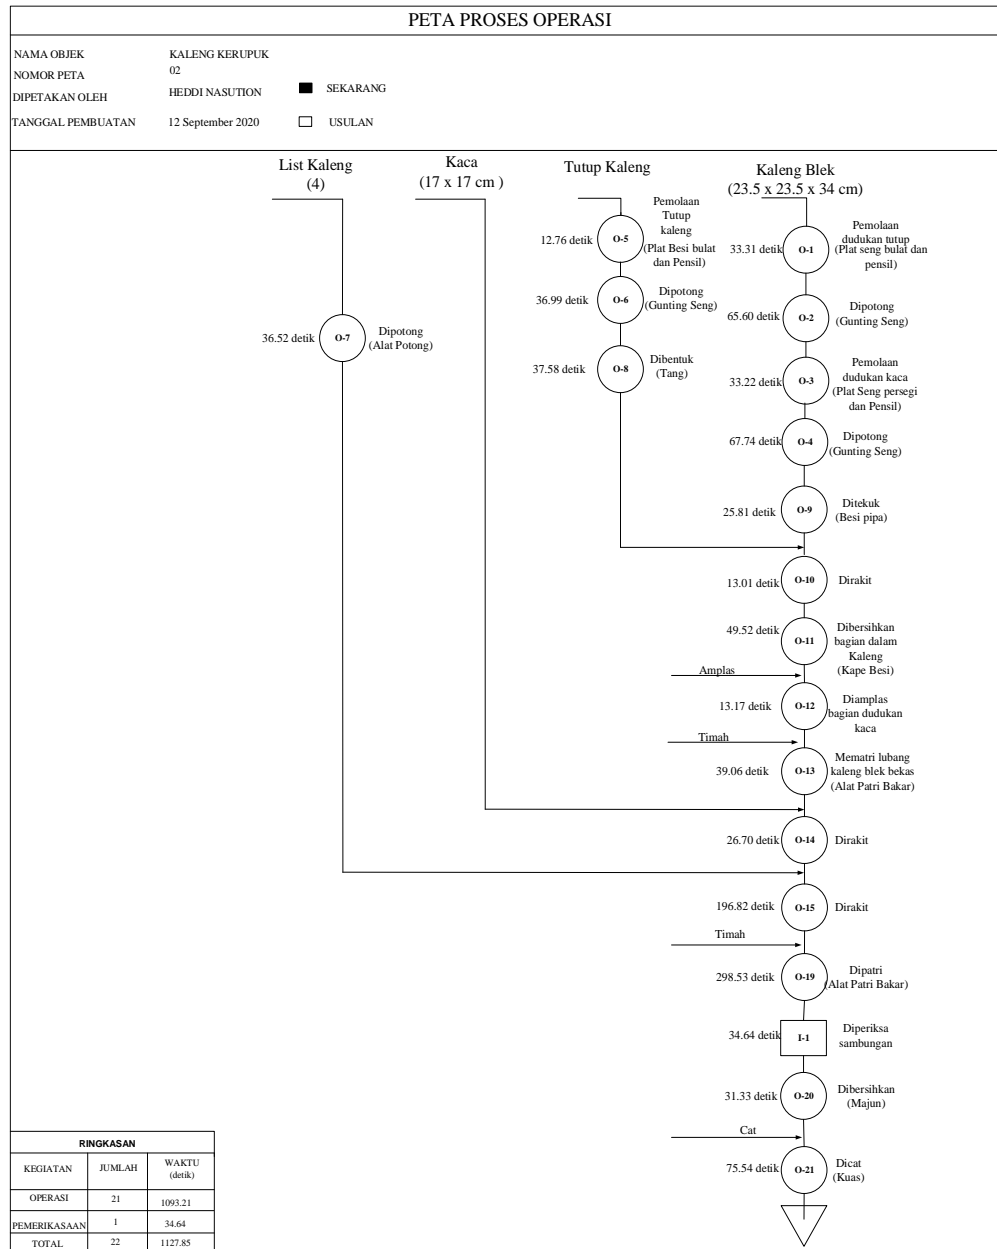 PETA PROSES OPERASI
NAMA OBJEK KALENG KERUPUK
NOMOR PETA 02
DIPETAKAN OLEH HEDDI NASUTION SEKARANG
TANGGAL PEMBUATAN 12 September 2020 USULAN
List Kaleng
(4)
Kaca
(17 x 17 cm )
Tutup Kaleng
Kaleng Blek
(23.5 x 23.5 x 34 cm)
36.52 detik
O-7
Dipotong
(Alat Potong)
12.76 detik
O-5
Pemolaan
Tutup
kaleng
(Plat Besi bulat
dan Pensil)
36.99 detik
O-6
Dipotong
(Gunting Seng)
37.58 detik
O-8
Dibentuk
(Tang)
33.31 detik
O-1
Pemolaan
dudukan tutup
(Plat seng bulat dan
pensil)
65.60 detik
O-2
Dipotong
(Gunting Seng)
33.22 detik
O-3
Pemolaan
dudukan kaca
(Plat Seng persegi
dan Pensil)
67.74 detik
O-4
Dipotong
(Gunting Seng)
25.81 detik
O-9
Ditekuk
(Besi pipa)
13.01 detik
O-10
Dirakit
49.52 detik
O-11
Dibersihkan
bagian dalam
Kaleng
(Kape Besi)
Amplas
13.17 detik
O-12
Diamplas
bagian dudukan
kaca
Timah
39.06 detik
O-13
Mematri lubang
kaleng blek bekas
(Alat Patri Bakar)
26.70 detik
O-14
Dirakit
196.82 detik
O-15
Dirakit
Timah
298.53 detik
O-19
Dipatri
(Alat Patri Bakar)
34.64 detik
I-1
Diperiksa
sambungan
31.33 detik
O-20
Dibersihkan
(Majun)
Cat
75.54 detik
O-21
Dicat
(Kuas)
RINGKASAN
KEGIATAN JUMLAH WAKTU
(detik)
OPERASI 21 1093.21
PEMERIKASAAN 1 34.64
TOTAL 22 1127.85